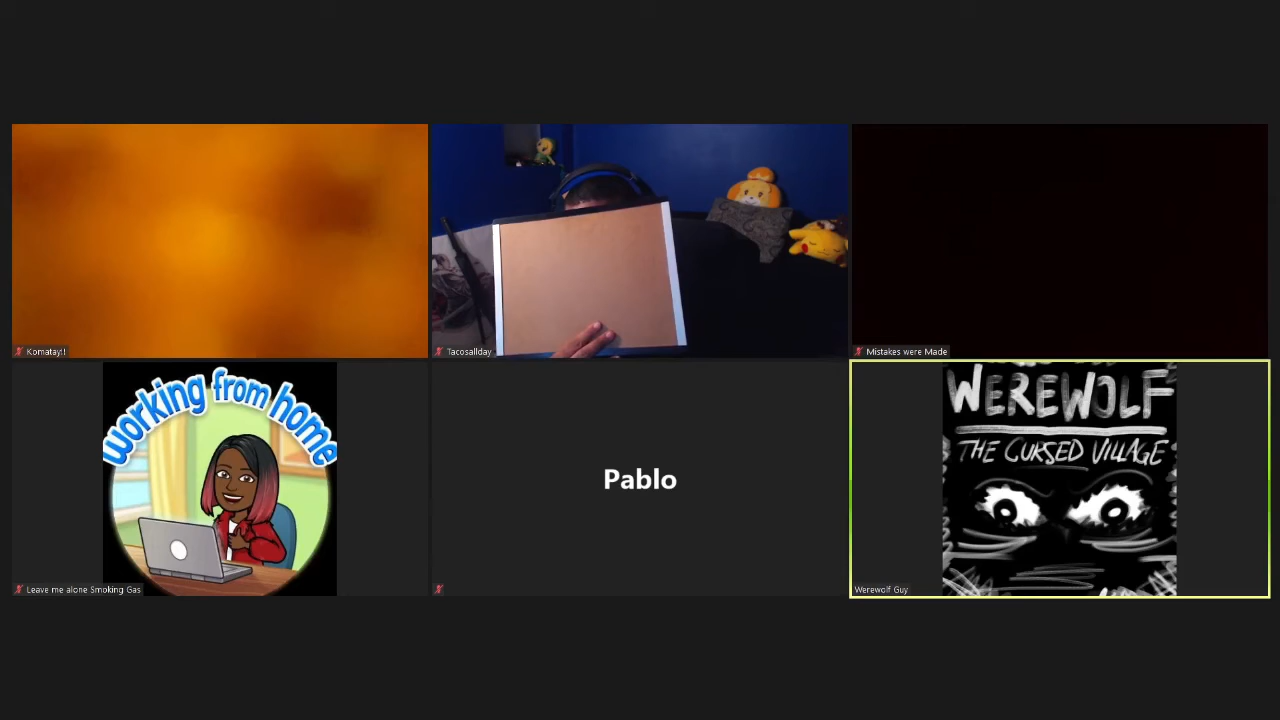 Komatay!!
Tacosallday
Mistakes were Made
working from home
Leave me alone Smoking Gas
Pablo
WEREWOLF
THE CURSED VILLAGE
Werewolf Guy